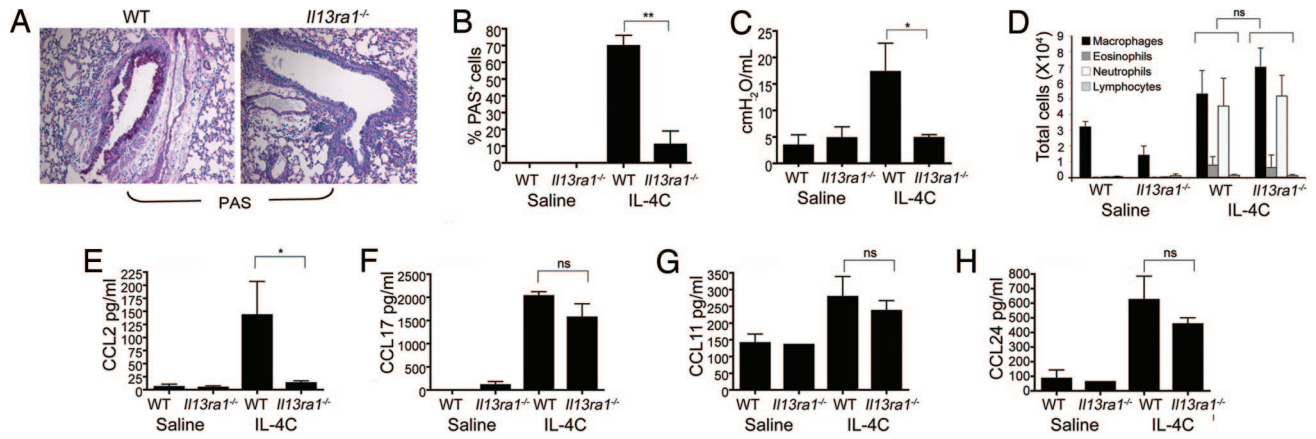 A
WT
Il13ra1-/-
PAS
B
% PAS+ cells
80
70
60
50
40
30
20
10
0
**
WT Il13ra1-/- WT Il13ra1-/-
Saline IL-4C
C
cmH2O/mL
25
20
15
10
5
0
*
WT Il13ra1-/- WT Il13ra1-/-
Saline IL-4C
D
Total cells (X10⁴)
9
8
7
6
5
4
3
2
1
0
ns
Macrophages
Eosinophils
Neutrophils
Lymphocytes
WT Il13ra1-/- WT Il13ra1-/-
Saline IL-4C
E
CCL2 pg/ml
225
200
175
150
125
100
75
50
25
0
*
WT Il13ra1-/- WT Il13ra1-/-
Saline IL-4C
F
CCL17 pg/ml
2500
2000
1500
1000
500
0
ns
WT Il13ra1-/- WT Il13ra1-/-
Saline IL-4C
G
CCL11 pg/ml
350
300
250
200
150
100
50
0
ns
WT Il13ra1-/- WT Il13ra1-/-
Saline IL-4C
H
CCL24 pg/ml
800
700
600
500
400
300
200
100
0
ns
WT Il13ra1-/- WT Il13ra1-/-
Saline IL-4C